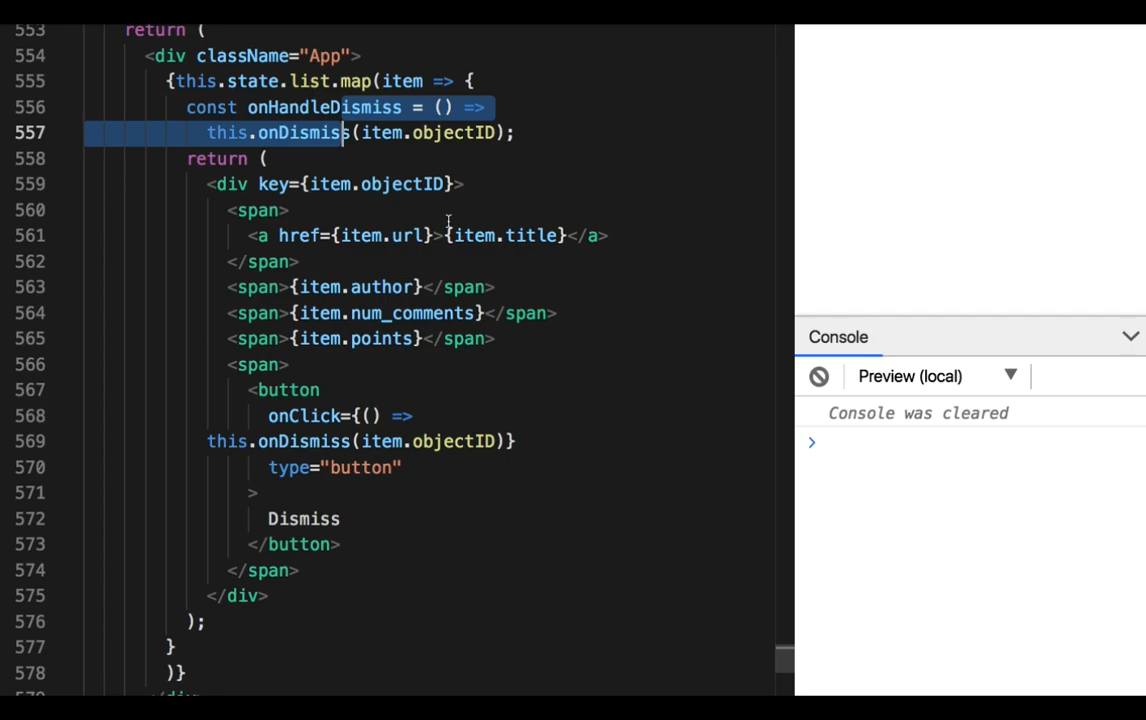 553 return (
554 <div className="App">
555 {this.state.list.map(item => {
556 const onHandleDismiss = () =>
557 this.onDismiss(item.objectID);
558 return (
559 <div key={item.objectID}>
560 <span>
561 <a href={item.url}>{item.title}</a>
562 </span>
563 <span>{item.author}</span>
564 <span>{item.num_comments}</span>
565 <span>{item.points}</span>
566 <span>
567 <button
568 onClick={() =>
569 this.onDismiss(item.objectID)}
570 type="button"
571 >
572 Dismiss
573 </button>
574 </span>
575 </div>
576 );
577 }
578 )}
Console
Preview (local)
Console was cleared
>